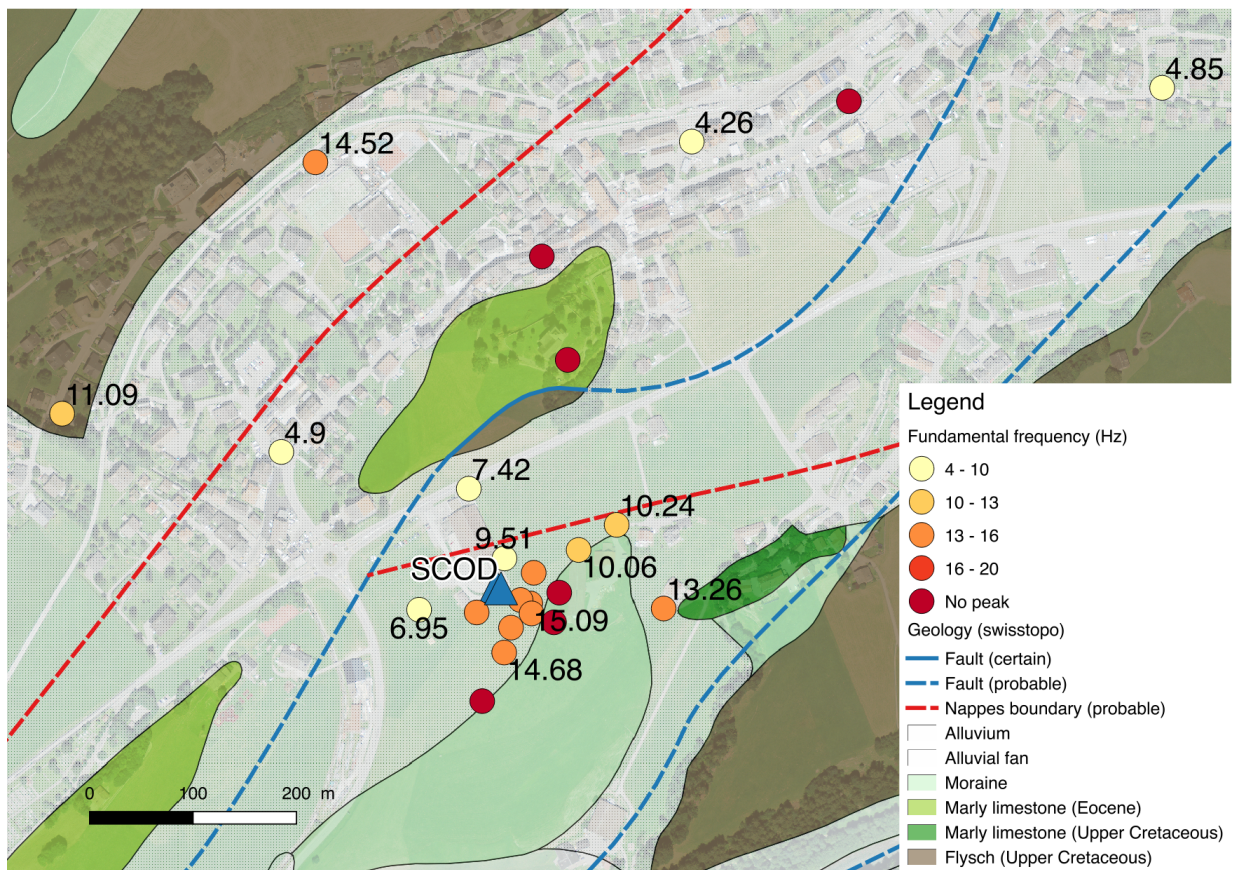 4.85
4.26
14.52
11.09
4.9
7.42
10.24
9.51
10.06
SCOD
13.26
6.95
15.09
14.68
0 100 200 m
Legend
Fundamental frequency (Hz)
4 - 10
10 - 13
13 - 16
16 - 20
No peak
Geology (swisstopo)
Fault (certain)
Fault (probable)
Nappes boundary (probable)
Alluvium
Alluvial fan
Moraine
Marly limestone (Eocene)
Marly limestone (Upper Cretaceous)
Flysch (Upper Cretaceous)